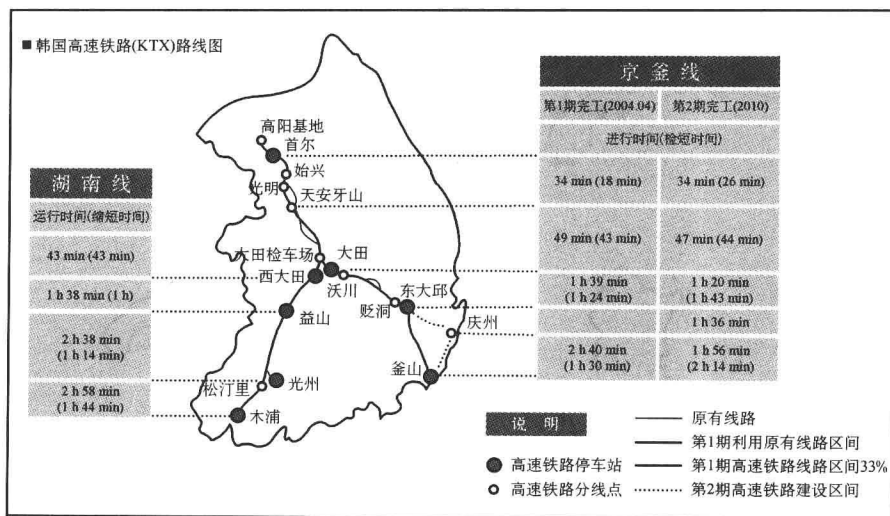 ■ 韩国高速铁路(KTX)路线图
京釜线
第1期完工(2004.04) 第2期完工(2010)
进行时间(检短时间)
34 min (18 min) 34 min (26 min)
49 min (43 min) 47 min (44 min)
1 h 39 min 1 h 20 min
(1 h 24 min) (1 h 43 min)
1 h 36 min
2 h 40 min 1 h 56 min
(1 h 30 min) (2 h 14 min)
湖南线
运行时间(缩短时间)
43 min (43 min)
1 h 38 min (1 h)
2 h 38 min
(1 h 14 min)
2 h 58 min
(1 h 44 min)
高阳基地
首尔
始兴
光明
天安牙山
大田检车场
大田
西大田
沃川
东大邱
贬洞
益山
庆州
釜山
松汀里
光州
木浦
说明
高速铁路停车站
高速铁路分线点
原有线路
第1期利用原有线路区间
第1期高速铁路线路区间33%
第2期高速铁路建设区间